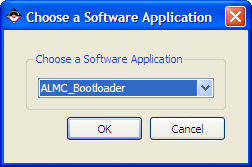 Choose a Software Application
Choose a Software Application
ALMC_Bootloader
OK
Cancel